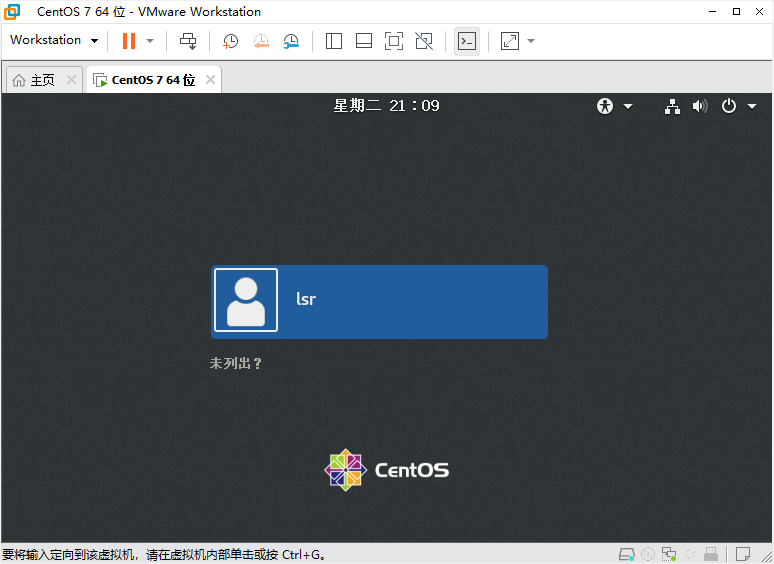 CentOS 7 64 位 - VMware Workstation
Workstation
主页
CentOS 7 64 位
星期二 21：09
lsr
未列出？
CentOS
要将输入定向到该虚拟机，请在虚拟机内部单击或按 Ctrl+G。